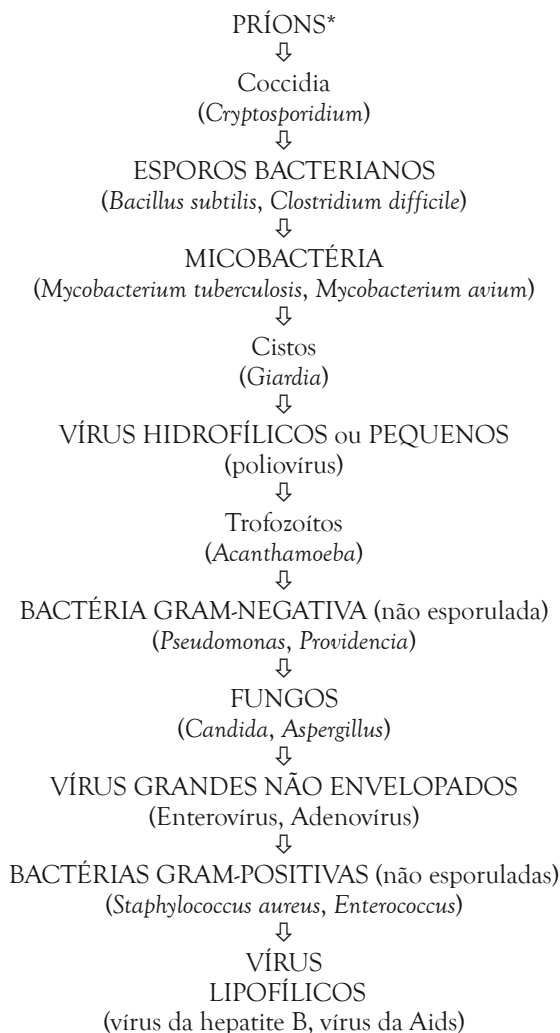 PRÍONS*
⇩
Coccidia
(Cryptosporidium)
⇩
ESPOROS BACTERIANOS
(Bacillus subtilis, Clostridium difficile)
⇩
MICOBACTÉRIA
(Mycobacterium tuberculosis, Mycobacterium avium)
⇩
Cistos
(Giardia)
⇩
VÍRUS HIDROFÍLICOS ou PEQUENOS
(poliovírus)
⇩
Trofozoítos
(Acanthamoeba)
⇩
BACTÉRIA GRAM-NEGATIVA (não esporulada)
(Pseudomonas, Providencia)
⇩
FUNGOS
(Candida, Aspergillus)
⇩
VÍRUS GRANDES NÃO ENVELOPADOS
(Enterovírus, Adenovírus)
⇩
BACTÉRIAS GRAM-POSITIVAS (não esporuladas)
(Staphylococcus aureus, Enterococcus)
⇩
VÍRUS
LIPOFÍLICOS
(vírus da hepatite B, vírus da Aids)